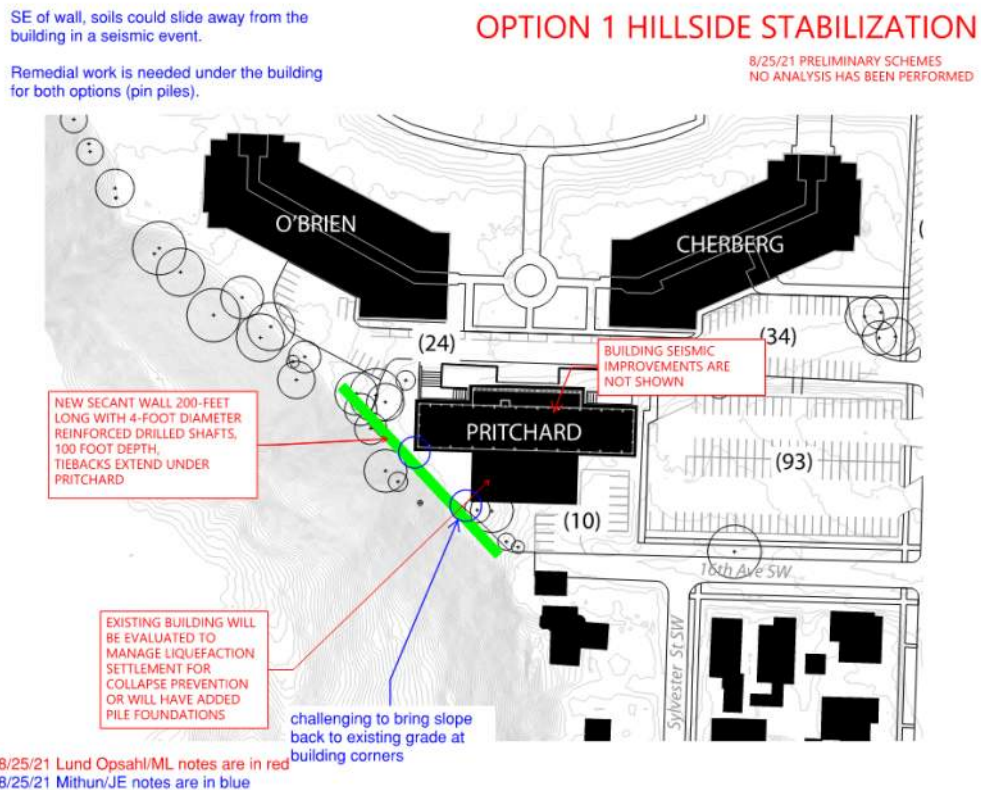 SE of wall, soils could slide away from the
building in a seismic event.
Remedial work is needed under the building
for both options (pin piles).
OPTION 1 HILLSIDE STABILIZATION
8/25/21 PRELIMINARY SCHEMES
NO ANALYSIS HAS BEEN PERFORMED
O'BRIEN
CHERBERG
(24)
(34)
BUILDING SEISMIC
IMPROVEMENTS ARE
NOT SHOWN
NEW SECANT WALL 200-FEET
LONG WITH 4-FOOT DIAMETER
REINFORCED DRILLED SHAFTS,
100 FOOT DEPTH,
TIEBACKS EXTEND UNDER
PRITCHARD
PRITCHARD
(93)
(10)
16th Ave SW
Sylvester St SW
EXISTING BUILDING WILL
BE EVALUATED TO
MANAGE LIQUEFACTION
SETTLEMENT FOR
COLLAPSE PREVENTION
OR WILL HAVE ADDED
PILE FOUNDATIONS
challenging to bring slope
back to existing grade at
building corners
8/25/21 Lund Opsahl/ML notes are in red
8/25/21 Mithun/JE notes are in blue